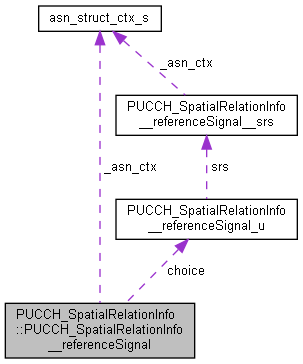 asn_struct_ctx_s
_asn_ctx
PUCCH_SpatialRelationInfo
__referenceSignal__srs
_asn_ctx
srs
PUCCH_SpatialRelationInfo
__referenceSignal_u
choice
PUCCH_SpatialRelationInfo
::PUCCH_SpatialRelationInfo
__referenceSignal